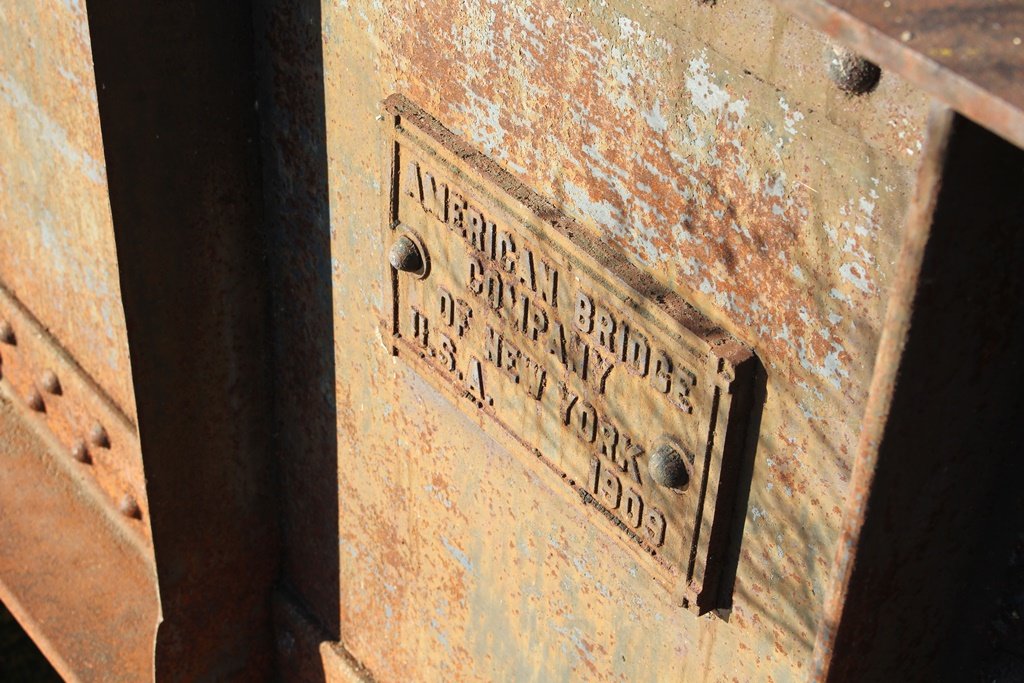 AMERICAN BRIDGE
COMPANY
OF NEW YORK
U.S.A. 1909